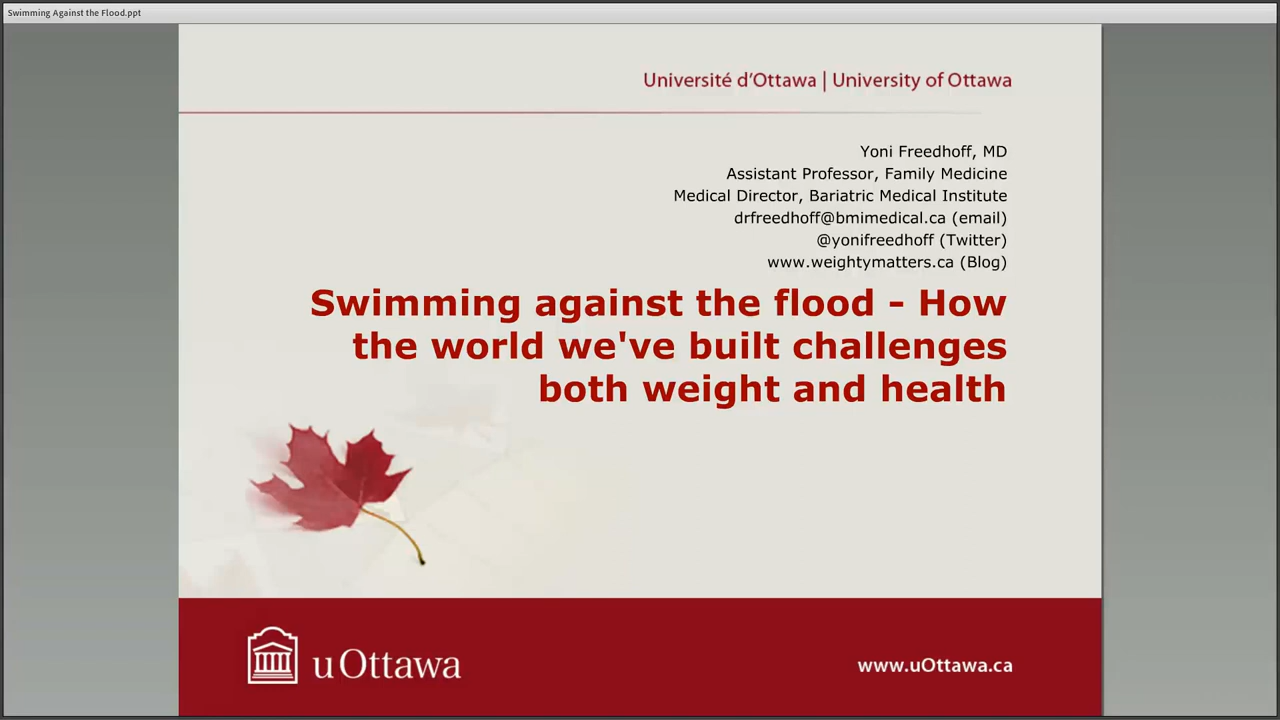 Swimming Against the Flood.ppt
Université d'Ottawa | University of Ottawa
Yoni Freedhoff, MD
Assistant Professor, Family Medicine
Medical Director, Bariatric Medical Institute
drfreedhoff@bmimedical.ca (email)
@yonifreedhoff (Twitter)
www.weightymatters.ca (Blog)
Swimming against the flood - How
the world we've built challenges
both weight and health
uOttawa
www.uOttawa.ca